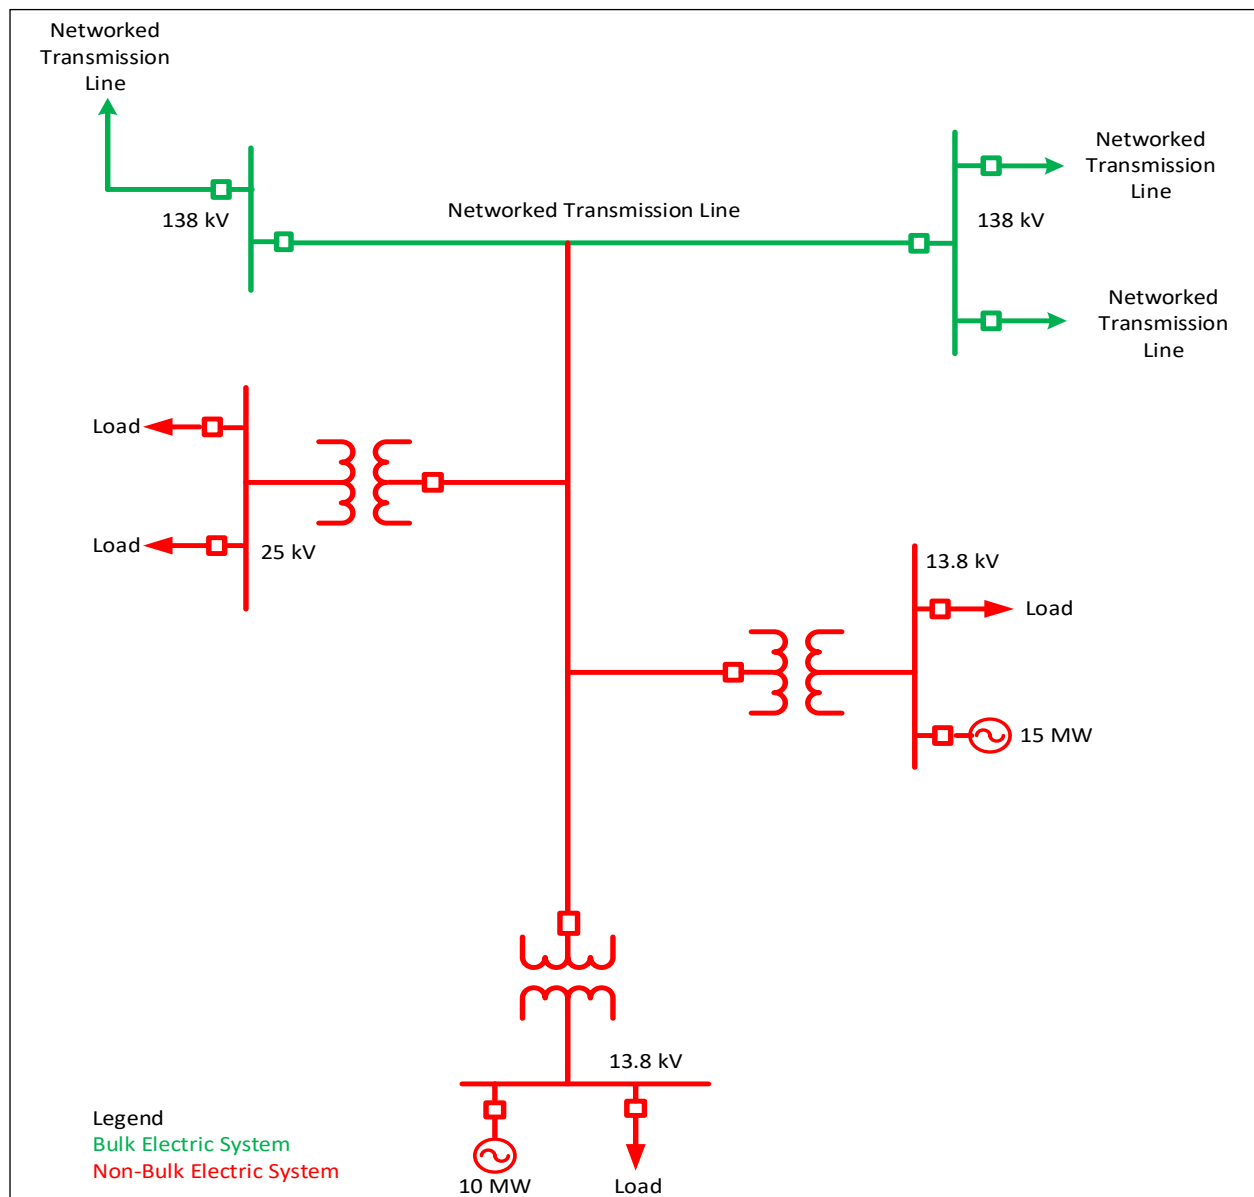 Networked
Transmission
Line
Networked
Transmission
Line
138 kV
Networked Transmission Line
138 kV
Networked
Transmission
Line
Load
Load
25 kV
13.8 kV
Load
15 MW
13.8 kV
Legend
Bulk Electric System
Non-Bulk Electric System
10 MW
Load